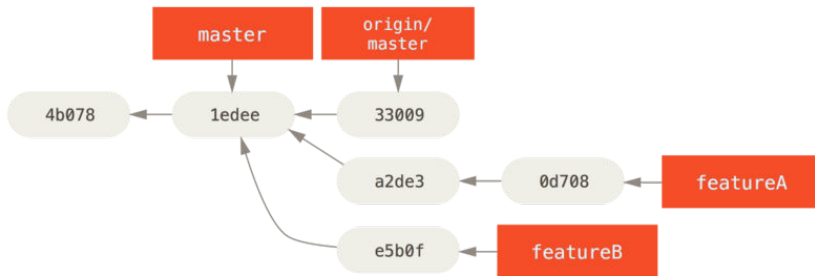 master
origin/
master
4b078
1edee
33009
a2de3
0d708
featureA
e5b0f
featureB